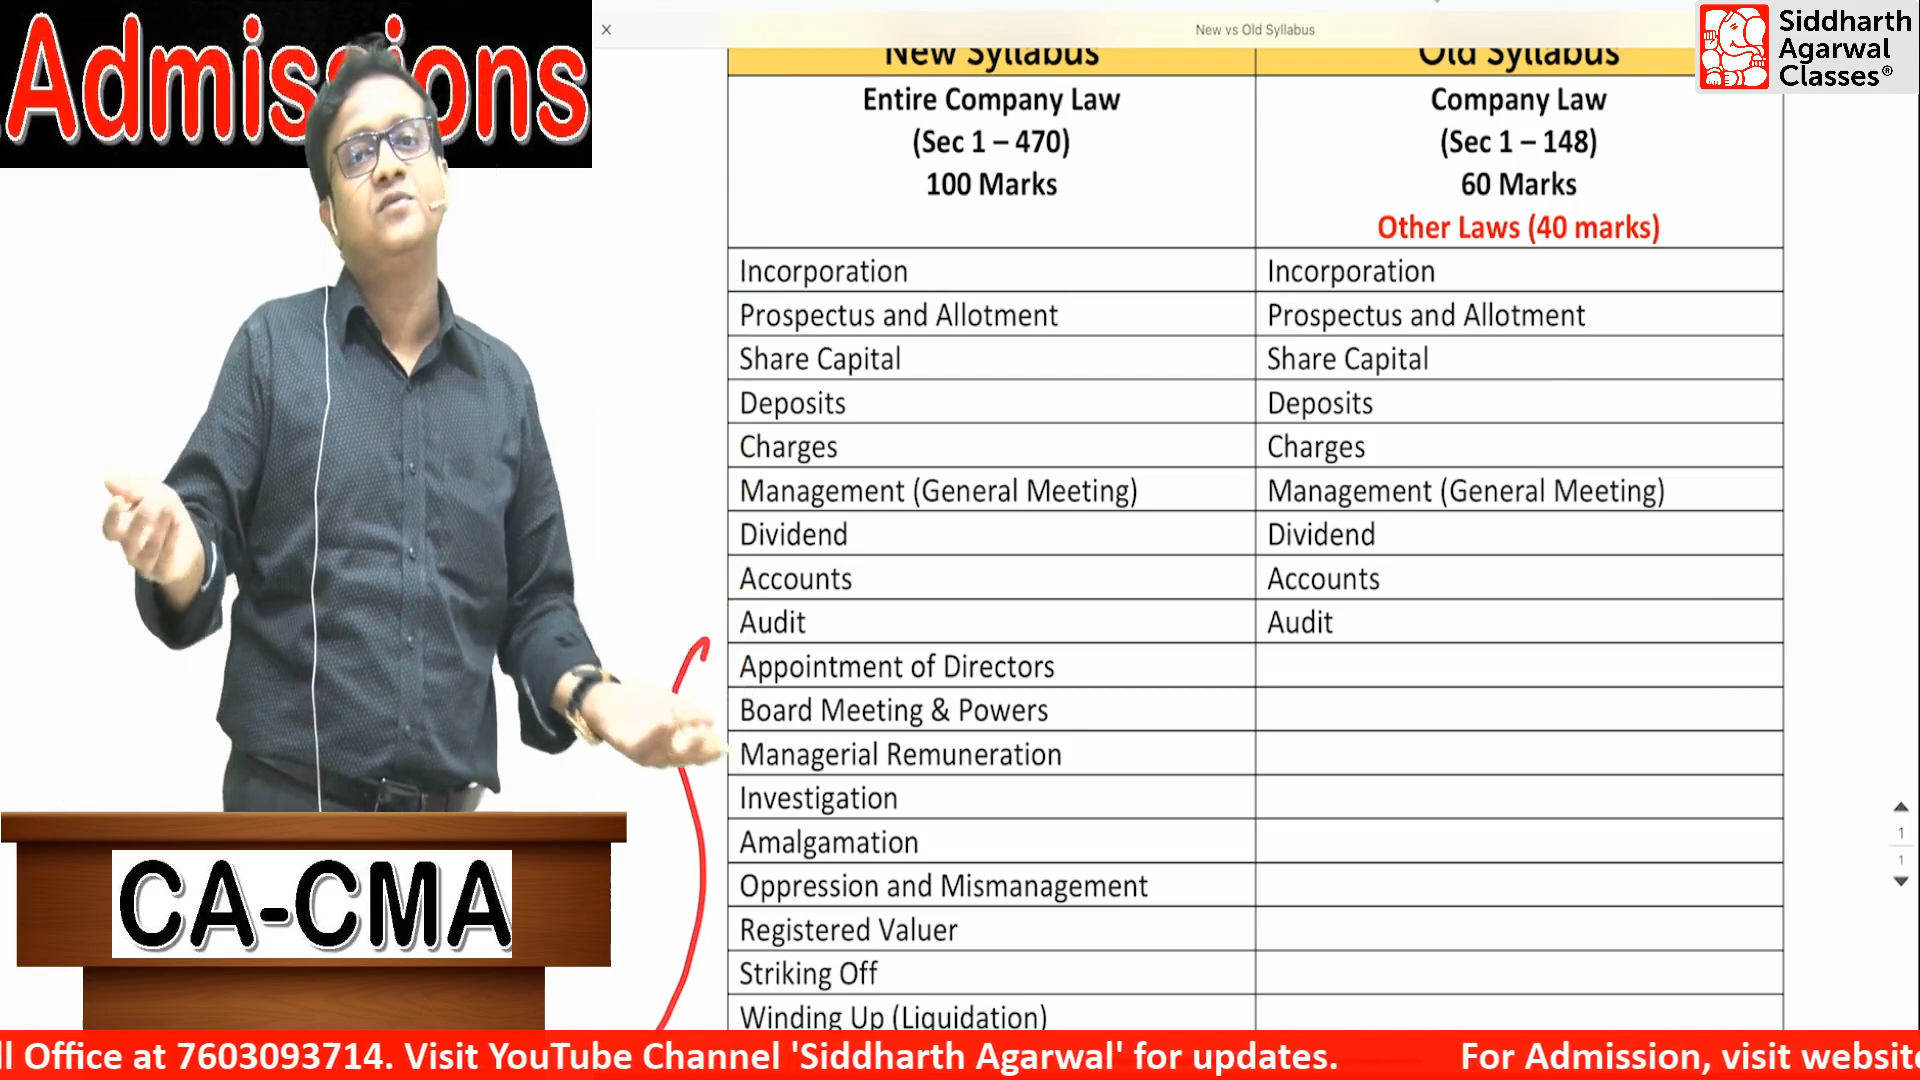 Admissions
New vs Old Syllabus
Siddharth
Agarwal
Classes®
New Syllabus
Old Syllabus
Entire Company Law
(Sec 1 – 470)
100 Marks
Company Law
(Sec 1 – 148)
60 Marks
Other Laws (40 marks)
Incorporation
Incorporation
Prospectus and Allotment
Prospectus and Allotment
Share Capital
Share Capital
Deposits
Deposits
Charges
Charges
Management (General Meeting)
Management (General Meeting)
Dividend
Dividend
Accounts
Accounts
Audit
Audit
Appointment of Directors
Board Meeting & Powers
Managerial Remuneration
Investigation
Amalgamation
Oppression and Mismanagement
Registered Valuer
Striking Off
Winding Up (Liquidation)
1
1
CA-CMA
ll Office at 7603093714. Visit YouTube Channel 'Siddharth Agarwal' for updates. For Admission, visit website